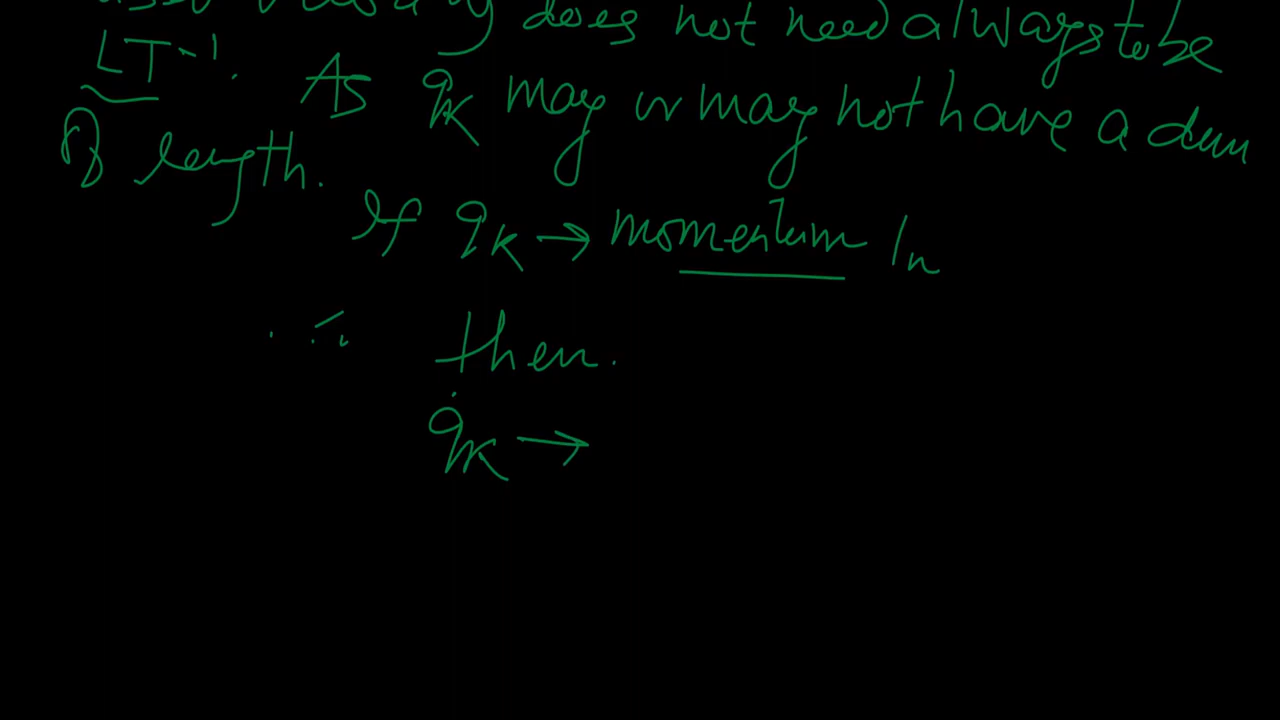 does not need always to be
LT⁻¹. As qₖ may or may not have a dim
of length.
If qₖ → momentum
∴ then.
q̇ₖ →